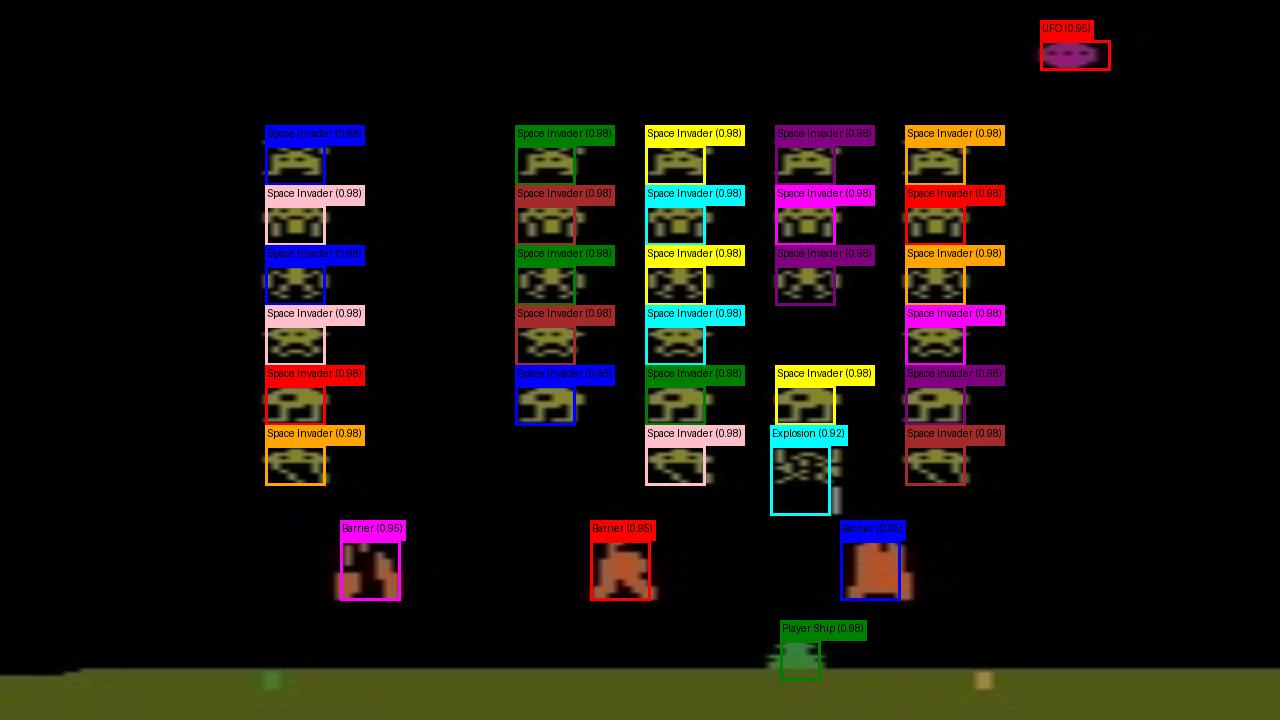 UFO (0.95)
Space Invader (0.98) Space Invader (0.98) Space Invader (0.98) Space Invader (0.98) Space Invader (0.98)
Space Invader (0.98) Space Invader (0.98) Space Invader (0.98) Space Invader (0.98) Space Invader (0.98)
Space Invader (0.98) Space Invader (0.98) Space Invader (0.98) Space Invader (0.98) Space Invader (0.98)
Space Invader (0.98) Space Invader (0.98) Space Invader (0.98) Space Invader (0.98)
Space Invader (0.98) Space Invader (0.98) Space Invader (0.98) Space Invader (0.98) Space Invader (0.98)
Space Invader (0.98) Space Invader (0.98) Explosion (0.92) Space Invader (0.98)
Barrier (0.95) Barrier (0.95) Barrier (0.95)
Player Ship (0.98)